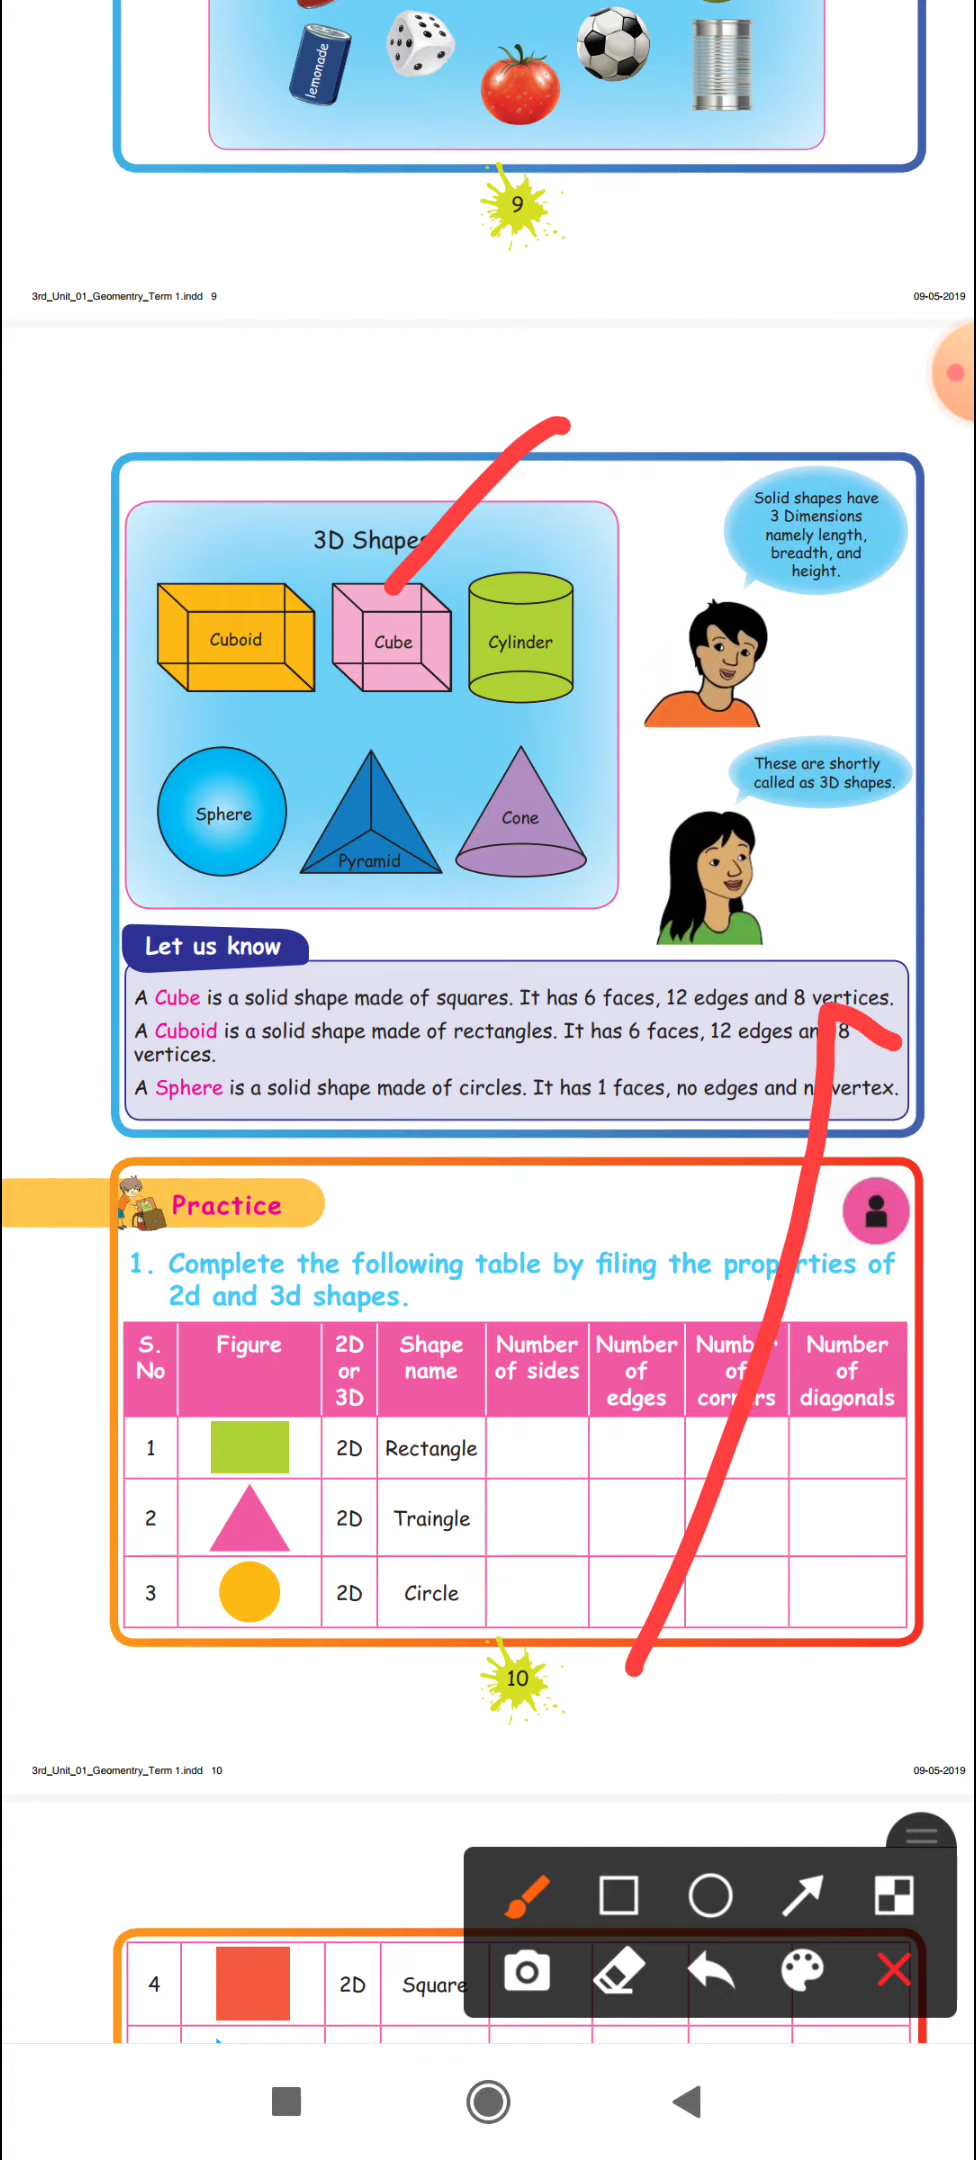 lemonade
9
3rd_Unit_01_Geomentry_Term 1.indd 9
09-05-2019
3D Shapes
Solid shapes have
3 Dimensions
namely length,
breadth, and
height.
Cuboid
Cube
Cylinder
These are shortly
called as 3D shapes.
Sphere
Pyramid
Cone
Let us know
A Cube is a solid shape made of squares. It has 6 faces, 12 edges and 8 vertices.
A Cuboid is a solid shape made of rectangles. It has 6 faces, 12 edges and 8
vertices.
A Sphere is a solid shape made of circles. It has 1 faces, no edges and no vertex.
Practice
1. Complete the following table by filing the properties of
2d and 3d shapes.
S. No Figure 2D or 3D Shape name Number of sides Number of edges Number of corners Number of diagonals
1 2D Rectangle
2 2D Traingle
3 2D Circle
10
3rd_Unit_01_Geomentry_Term 1.indd 10
09-05-2019
4 2D Square